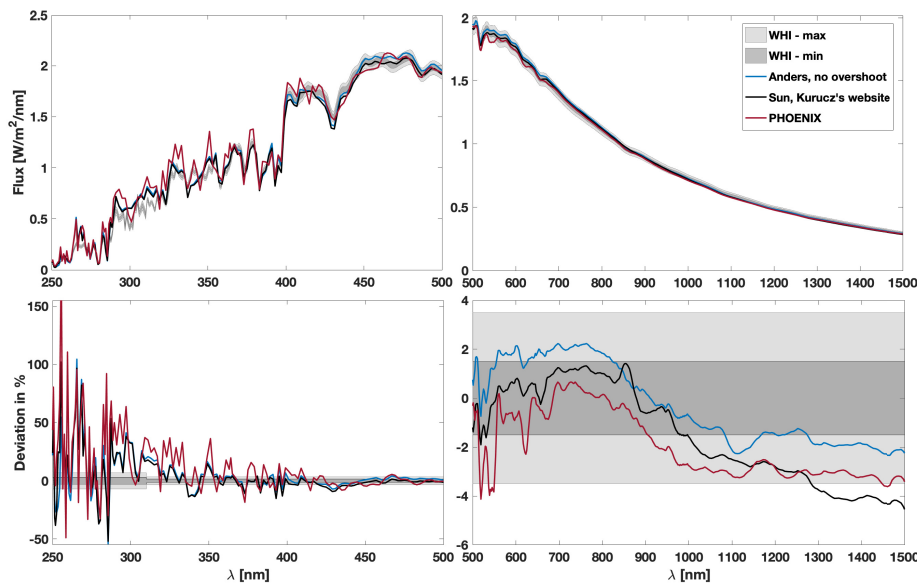 2.5
2
1.5
1
0.5
0
Flux [W/m²/nm]
250 300 350 400 450 500
2
1.5
1
0.5
0
500 600 700 800 900 1000 1100 1200 1300 1400 1500
WHI - max
WHI - min
Anders, no overshoot
Sun, Kurucz's website
PHOENIX
150
100
50
0
-50
Deviation in %
250 300 350 400 450 500
λ [nm]
4
2
0
-2
-4
-6
500 600 700 800 900 1000 1100 1200 1300 1400 1500
λ [nm]